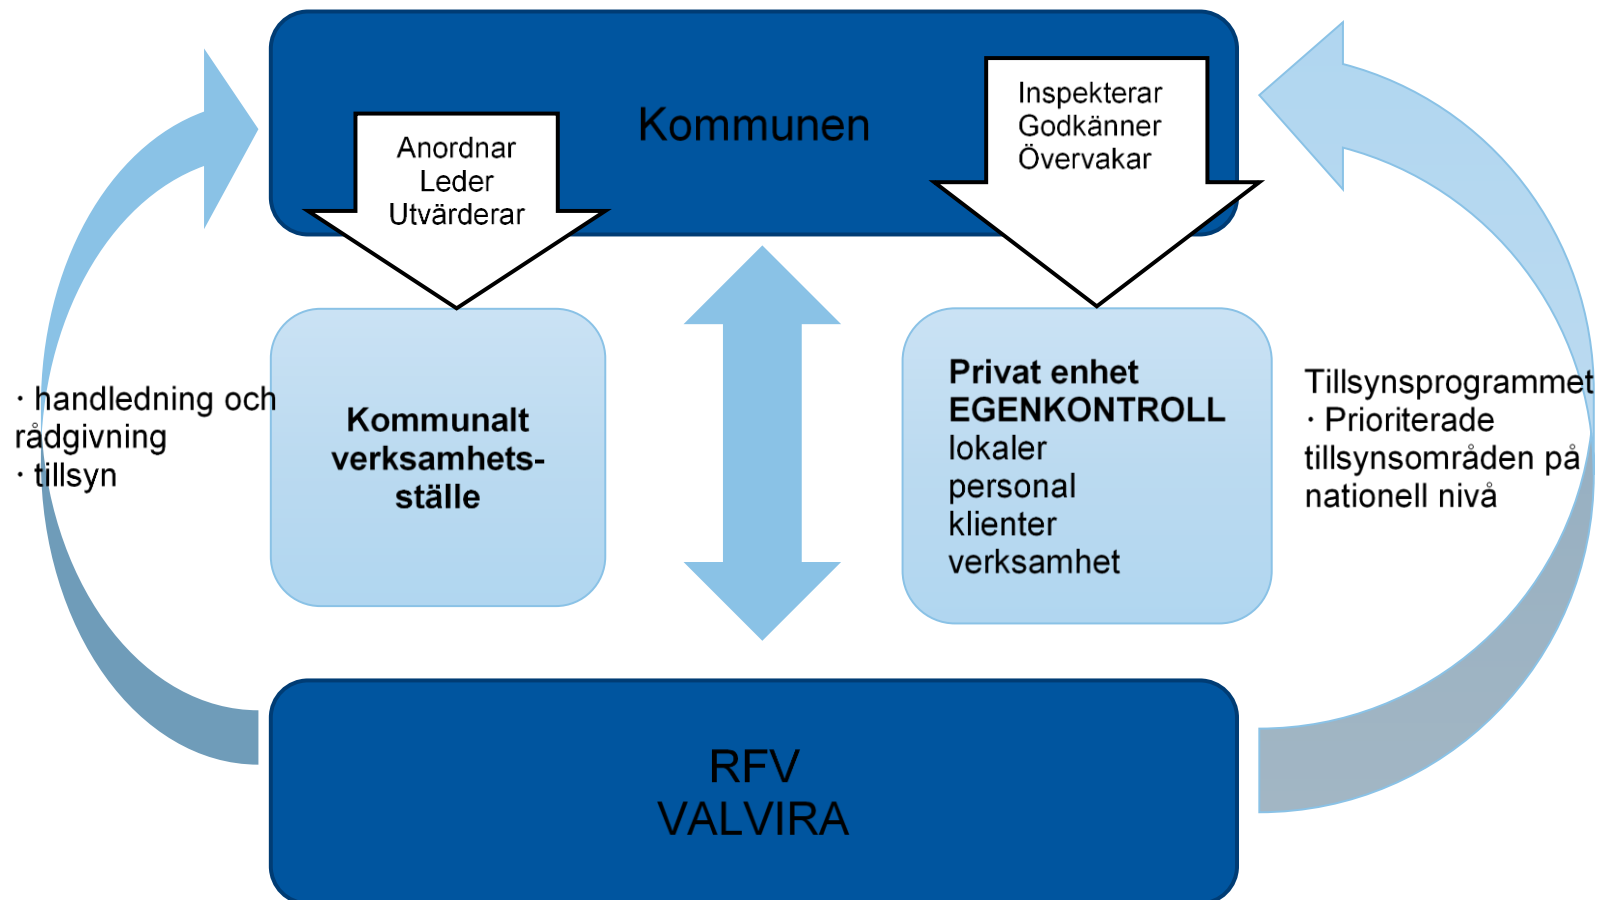 Kommunen
Anordnar
Leder
Utvärderar
Inspekterar
Godkänner
Övervakar
· handledning och
rådgivning
· tillsyn
Kommunalt
verksamhets-
ställe
Privat enhet
EGENKONTROLL
lokaler
personal
klienter
verksamhet
Tillsynsprogrammet
· Prioriterade
tillsynsområden på
nationell nivå
RFV
VALVIRA